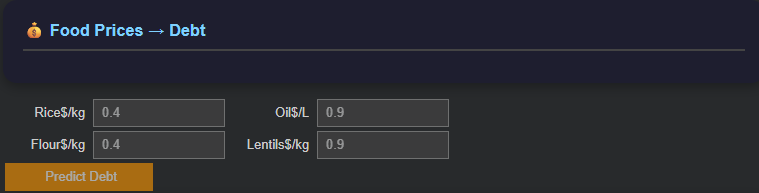 💰 Food Prices → Debt
Rice$/kg 0.4 Oil$/L 0.9
Flour$/kg 0.4 Lentils$/kg 0.9
Predict Debt